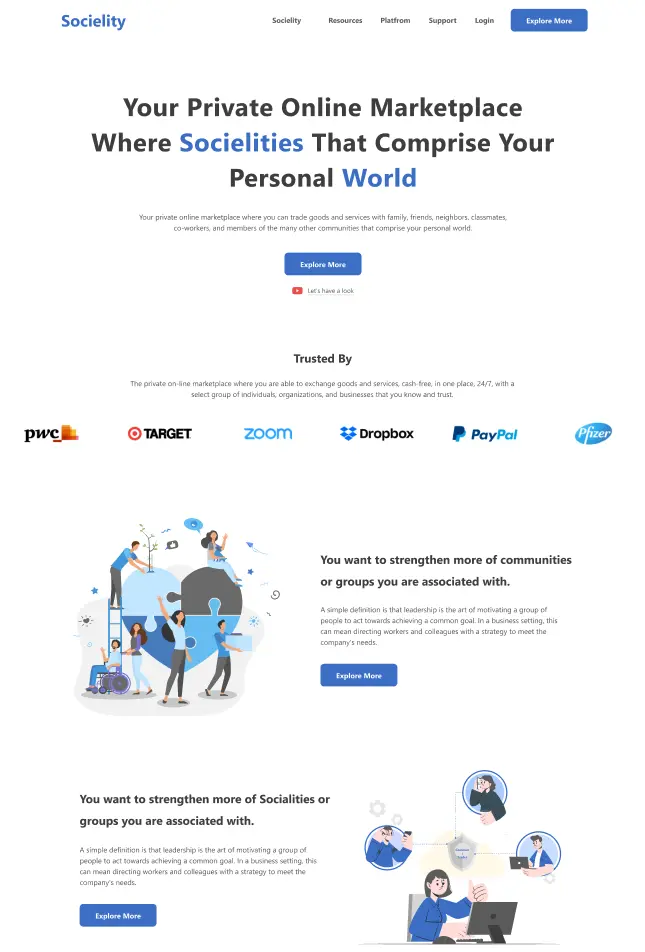 Socielity
Socielity Resources Platfrom Support Login Explore More
Your Private Online Marketplace
Where Socielities That Comprise Your
Personal World
Your private online marketplace where you can trade goods and services with family, friends, neighbors. classmates,
co-workers, and members of the many other communities that comprise your personal world.
Explore More
Let's have a look
Trusted By
The private on-line marketplace where you are able to exchange goods and services, cash-free, in one place, 24/7, with a
select group of individuals, organizations, and businesses that you know and trust.
pwc TARGET zoom Dropbox PayPal Pfizer
You want to strengthen more of communities
or groups you are associated with.
A simple definition is that leadership is the art of motivating a group of
people to act towards achieving a common goal. In a business setting, this
can mean directing workers and colleagues with a strategy to meet the
company's needs.
Explore More
You want to strengthen more of Socialities or
groups you are associated with.
A simple definition is that leadership is the art of motivating a group of
people to act towards achieving a common goal. In a business setting, this
can mean directing workers and colleagues with a strategy to meet the
company's needs.
Explore More